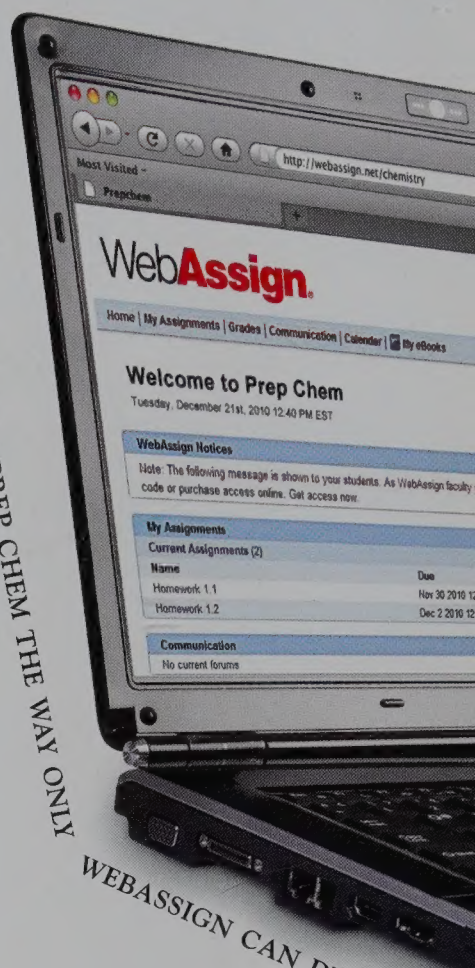 http://webassign.net/chemistry
Most Visited
Prepchem
WebAssign.
Home | My Assignments | Grades | Communication | Calender | My eBooks
Welcome to Prep Chem
Tuesday, December 21st, 2010 12:40 PM EST
WebAssign Notices
Note: The following message is shown to your students. As WebAssign faculty
code or purchase access online. Get access now.
My Assignments
Current Assignments (2)
Name Due
Homework 1.1 Nov 30 2010 12
Homework 1.2 Dec 2 2010 12
Communication
No current forums
CHEM THE WAY ONLY
WEBASSIGN CAN